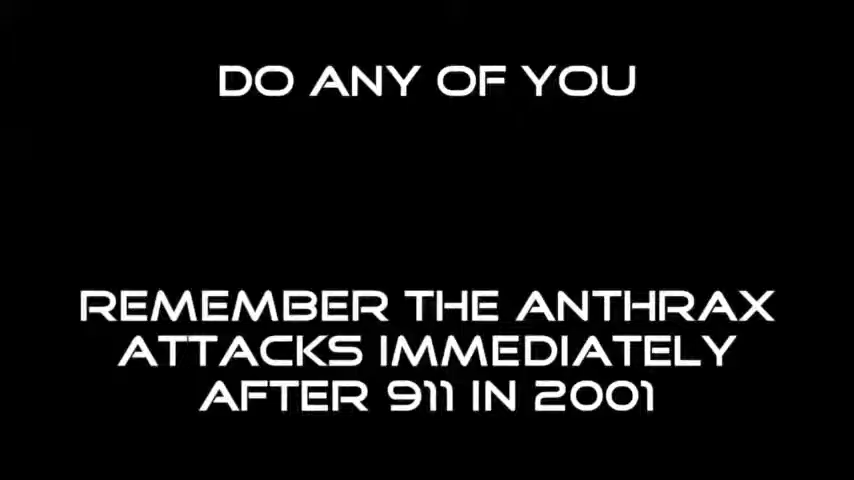 DO ANY OF YOU
REMEMBER THE ANTHRAX
ATTACKS IMMEDIATELY
AFTER 911 IN 2001